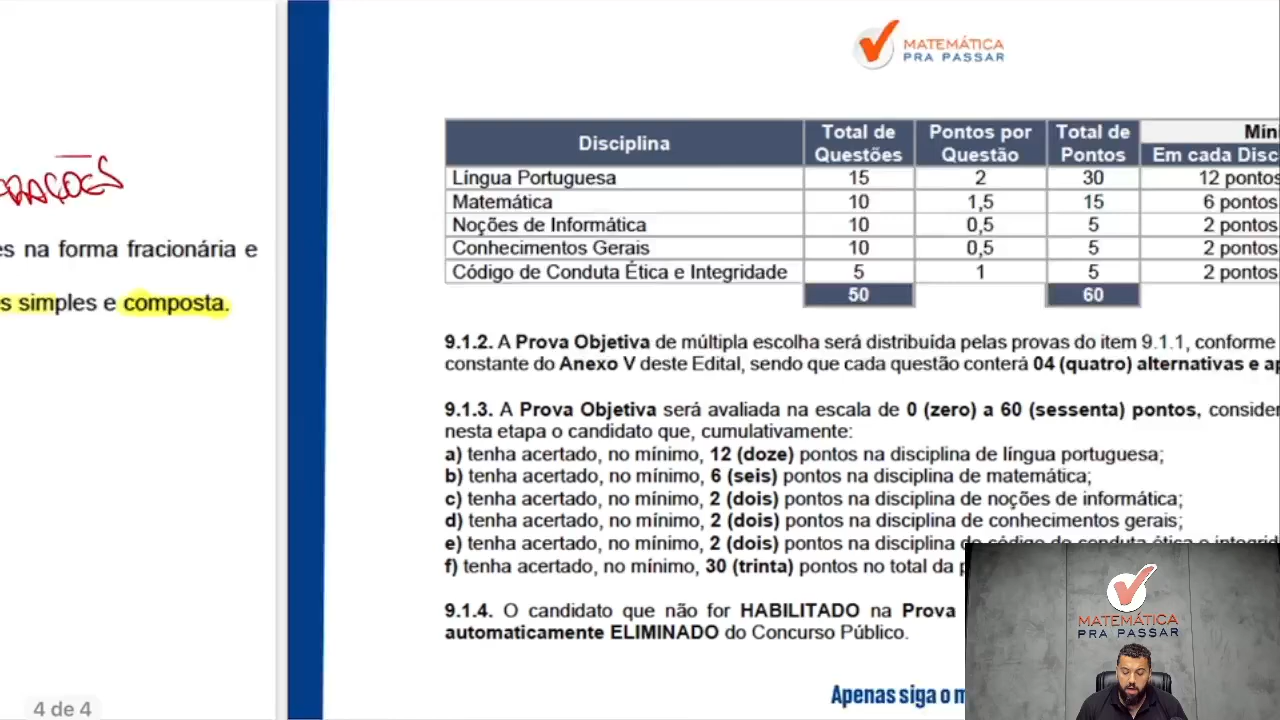 es na forma fracionária e
s simples e composta.
4 de 4
MATEMÁTICA
PRA PASSAR
Disciplina Total de Questões Pontos por Questão Total de Pontos Em cada Disc
Língua Portuguesa 15 2 30 12 pontos
Matemática 10 1,5 15 6 pontos
Noções de Informática 10 0,5 5 2 pontos
Conhecimentos Gerais 10 0,5 5 2 pontos
Código de Conduta Ética e Integridade 5 1 5 2 pontos
50 60
9.1.2. A Prova Objetiva de múltipla escolha será distribuída pelas provas do item 9.1.1, conforme
constante do Anexo V deste Edital, sendo que cada questão conterá 04 (quatro) alternativas e ap
9.1.3. A Prova Objetiva será avaliada na escala de 0 (zero) a 60 (sessenta) pontos, consider
nesta etapa o candidato que, cumulativamente:
a) tenha acertado, no mínimo, 12 (doze) pontos na disciplina de língua portuguesa;
b) tenha acertado, no mínimo, 6 (seis) pontos na disciplina de matemática;
c) tenha acertado, no mínimo, 2 (dois) pontos na disciplina de noções de informática;
d) tenha acertado, no mínimo, 2 (dois) pontos na disciplina de conhecimentos gerais;
e) tenha acertado, no mínimo, 2 (dois) pontos na disciplina de código de conduta ética e integrid
f) tenha acertado, no mínimo, 30 (trinta) pontos no total da
9.1.4. O candidato que não for HABILITADO na Prova
automaticamente ELIMINADO do Concurso Público.
Apenas siga o m
MATEMÁTICA
PRA PASSAR